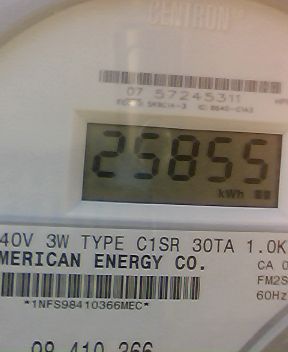 CENTRON
07 57245311
25855
kWh
40V 3W TYPE C1SR 30TA 1.0K
MERICAN ENERGY CO.
CA 0
FM2S
60Hz
*1NFS98410366MEC*
98 410 366